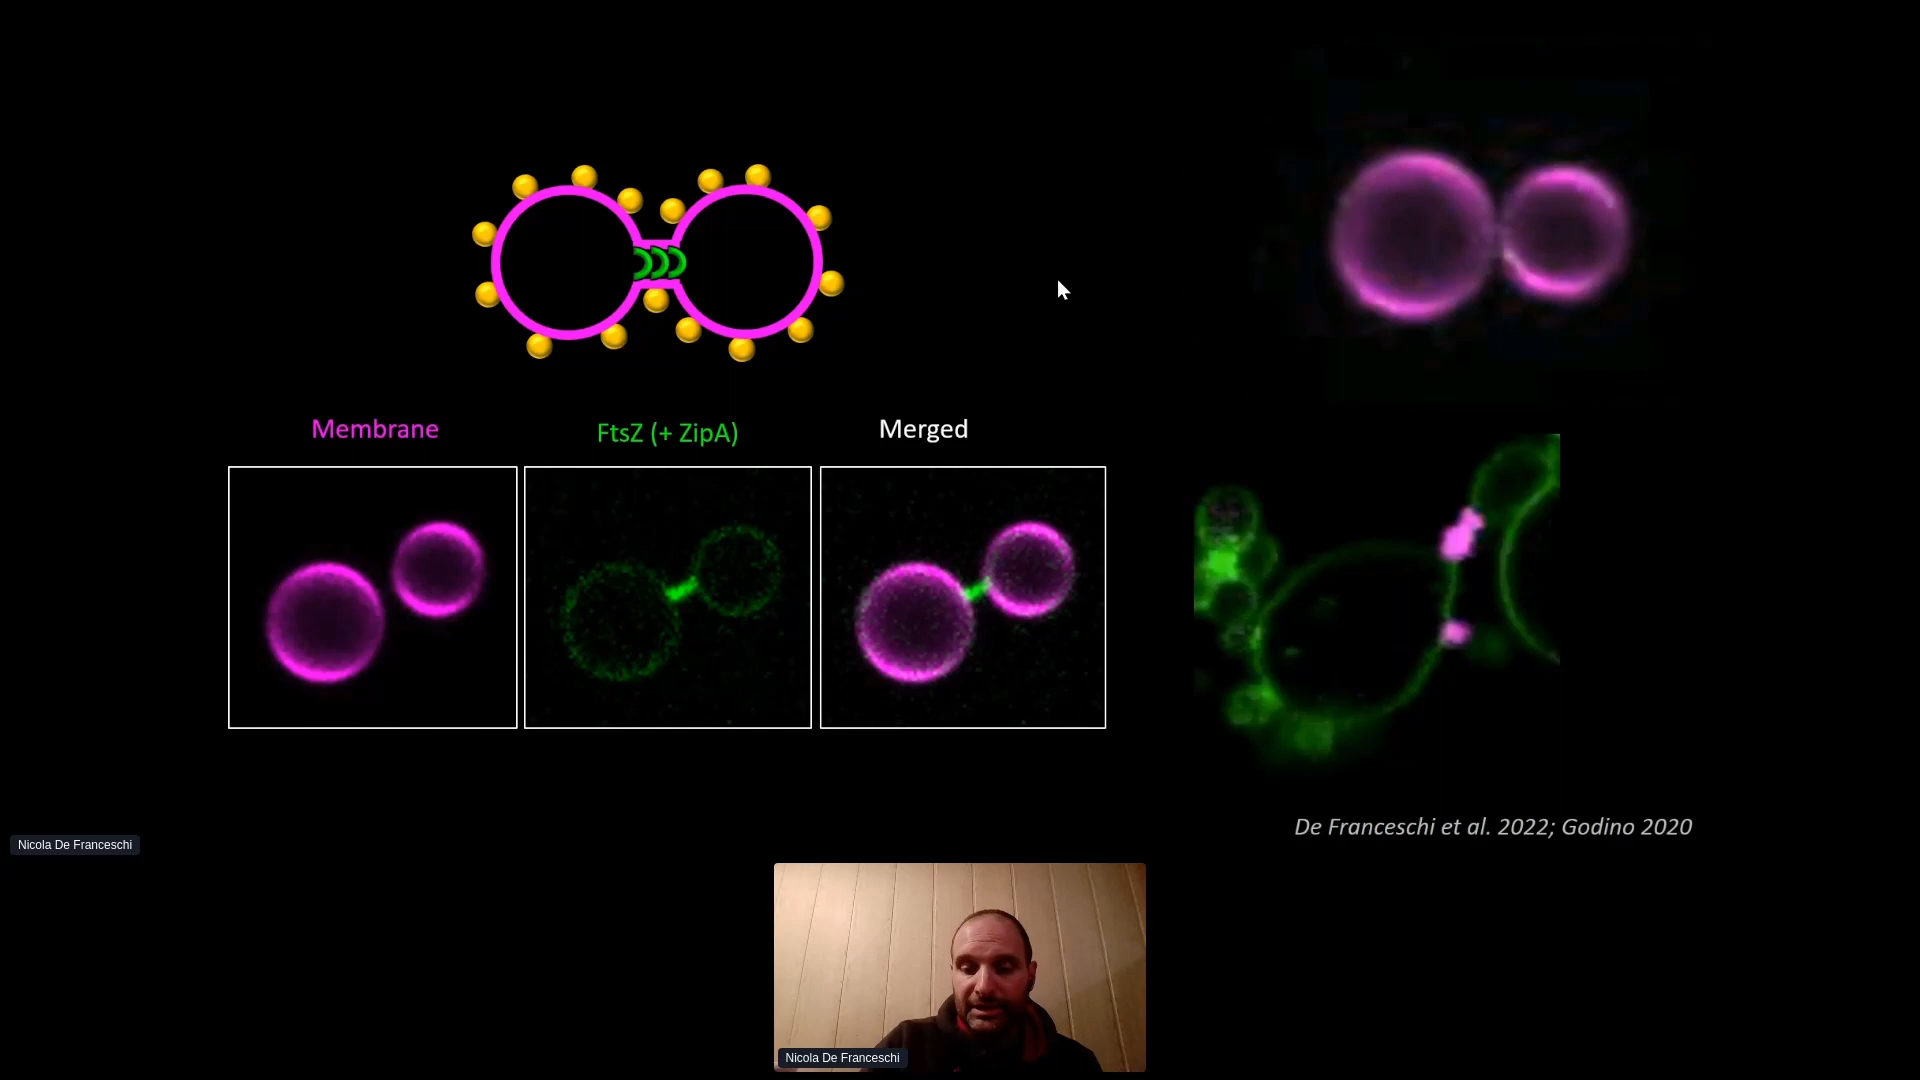 Membrane
FtsZ (+ ZipA)
Merged
De Franceschi et al. 2022; Godino 2020
Nicola De Franceschi
Nicola De Franceschi